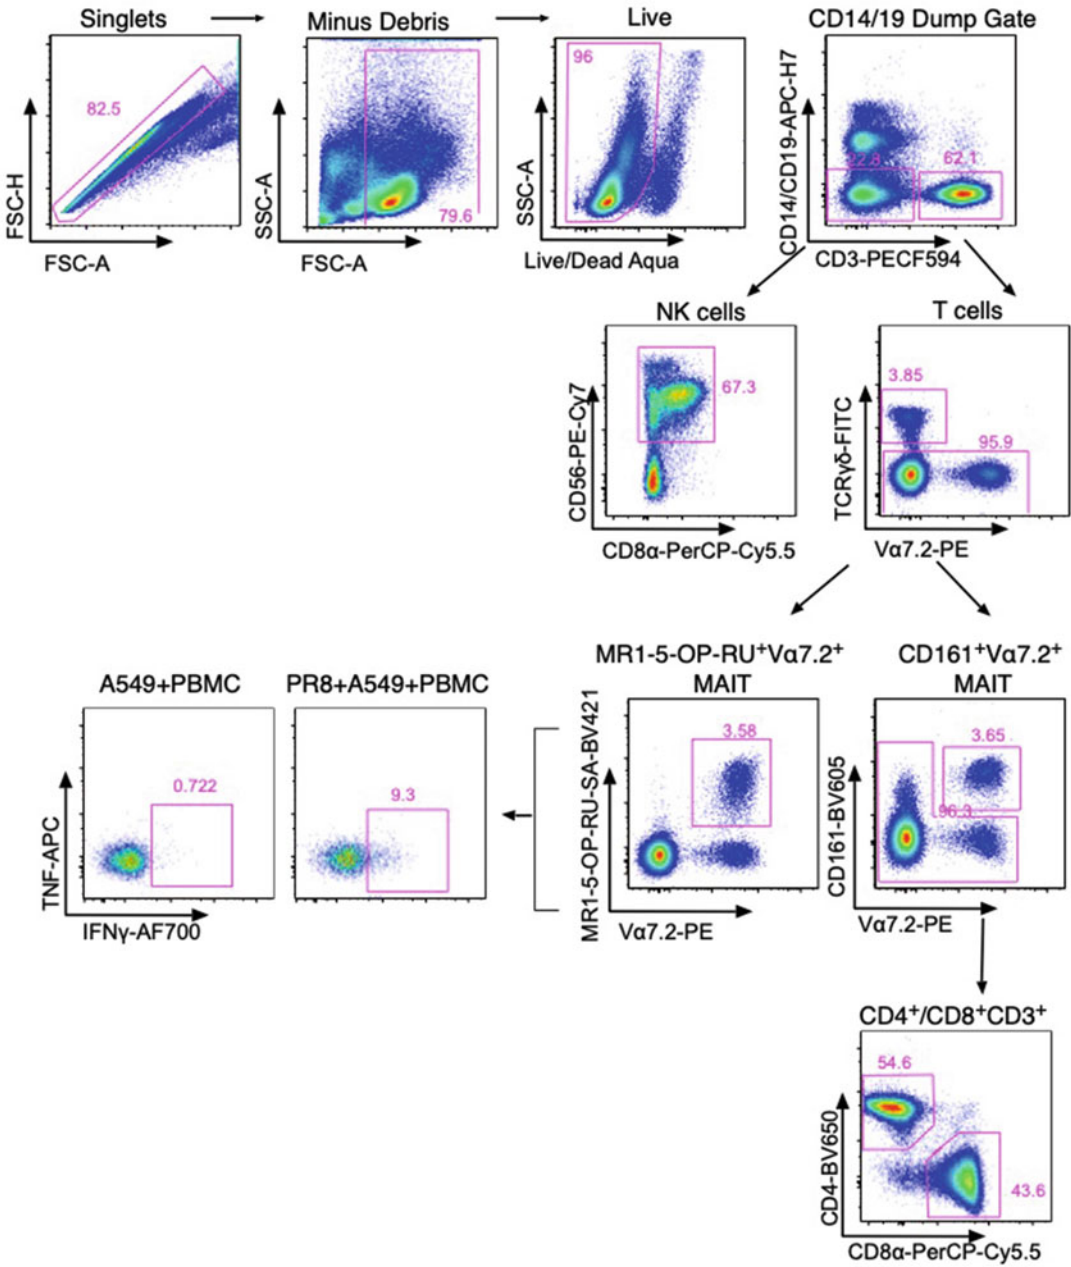 Singlets
Minus Debris
Live
CD14/19 Dump Gate
82.5
FSC-H
FSC-A
79.6
SSC-A
FSC-A
96
SSC-A
Live/Dead Aqua
22.8
62.1
CD14/CD19-APC-H7
CD3-PECF594
NK cells
67.3
CD56-PE-Cy7
CD8α-PerCP-Cy5.5
T cells
3.85
95.9
TCRγδ-FITC
Vα7.2-PE
A549+PBMC
0.722
TNF-APC
IFNγ-AF700
PR8+A549+PBMC
9.3
MR1-5-OP-RU+Vα7.2+
MAIT
3.58
MR1-5-OP-RU-SA-BV421
Vα7.2-PE
CD161+Vα7.2+
MAIT
3.65
96.3
CD161-BV605
Vα7.2-PE
CD4+/CD8+CD3+
54.6
43.6
CD4-BV650
CD8α-PerCP-Cy5.5